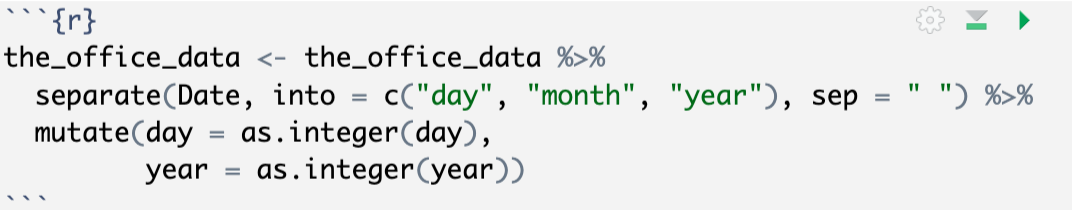 ```{r}
the_office_data <- the_office_data %>%
  separate(Date, into = c("day", "month", "year"), sep = " ") %>%
  mutate(day = as.integer(day),
         year = as.integer(year))
```